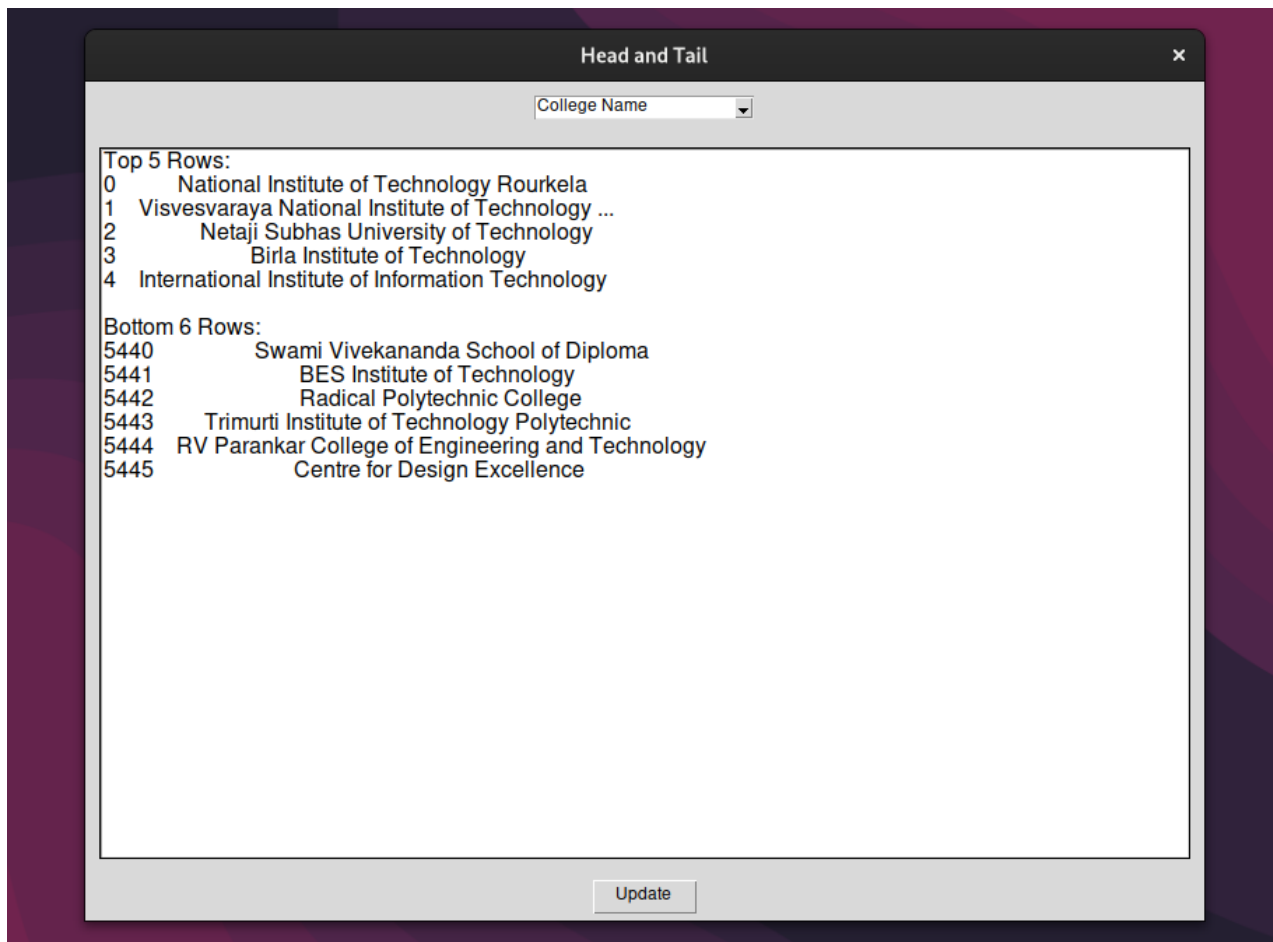 Head and Tail ×
College Name
Top 5 Rows:
0 National Institute of Technology Rourkela
1 Visvesvaraya National Institute of Technology ...
2 Netaji Subhas University of Technology
3 Birla Institute of Technology
4 International Institute of Information Technology
Bottom 6 Rows:
5440 Swami Vivekananda School of Diploma
5441 BES Institute of Technology
5442 Radical Polytechnic College
5443 Trimurti Institute of Technology Polytechnic
5444 RV Parankar College of Engineering and Technology
5445 Centre for Design Excellence
Update